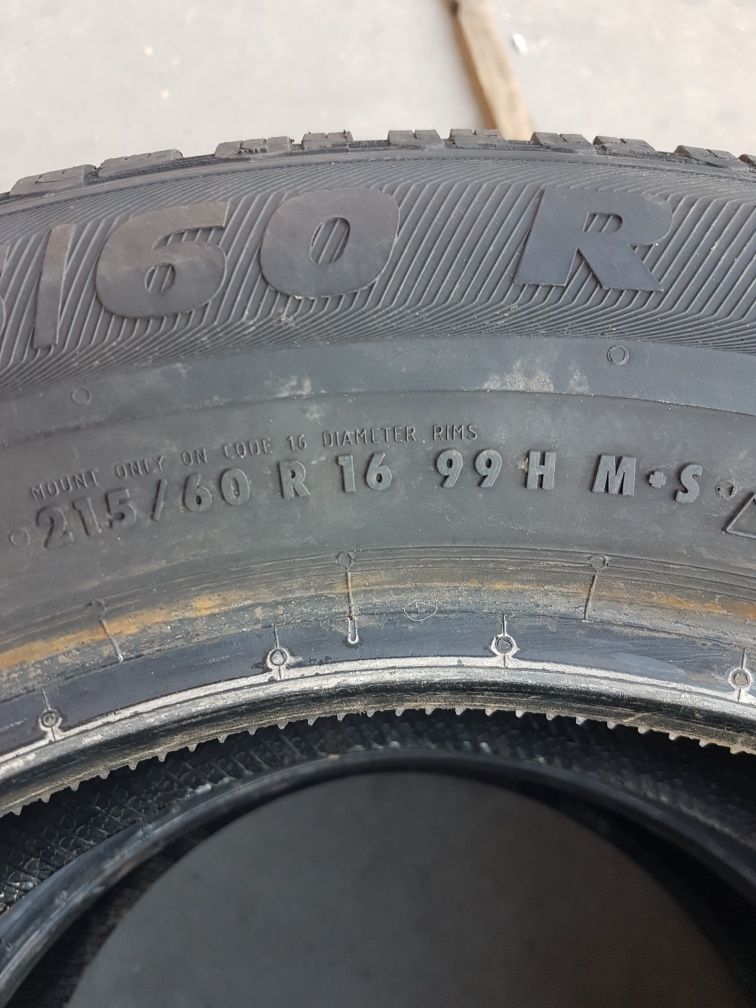 /60 R
MOUNT ONLY ON CODE 16 DIAMETER RIMS
215/60 R 16 99 H M+S